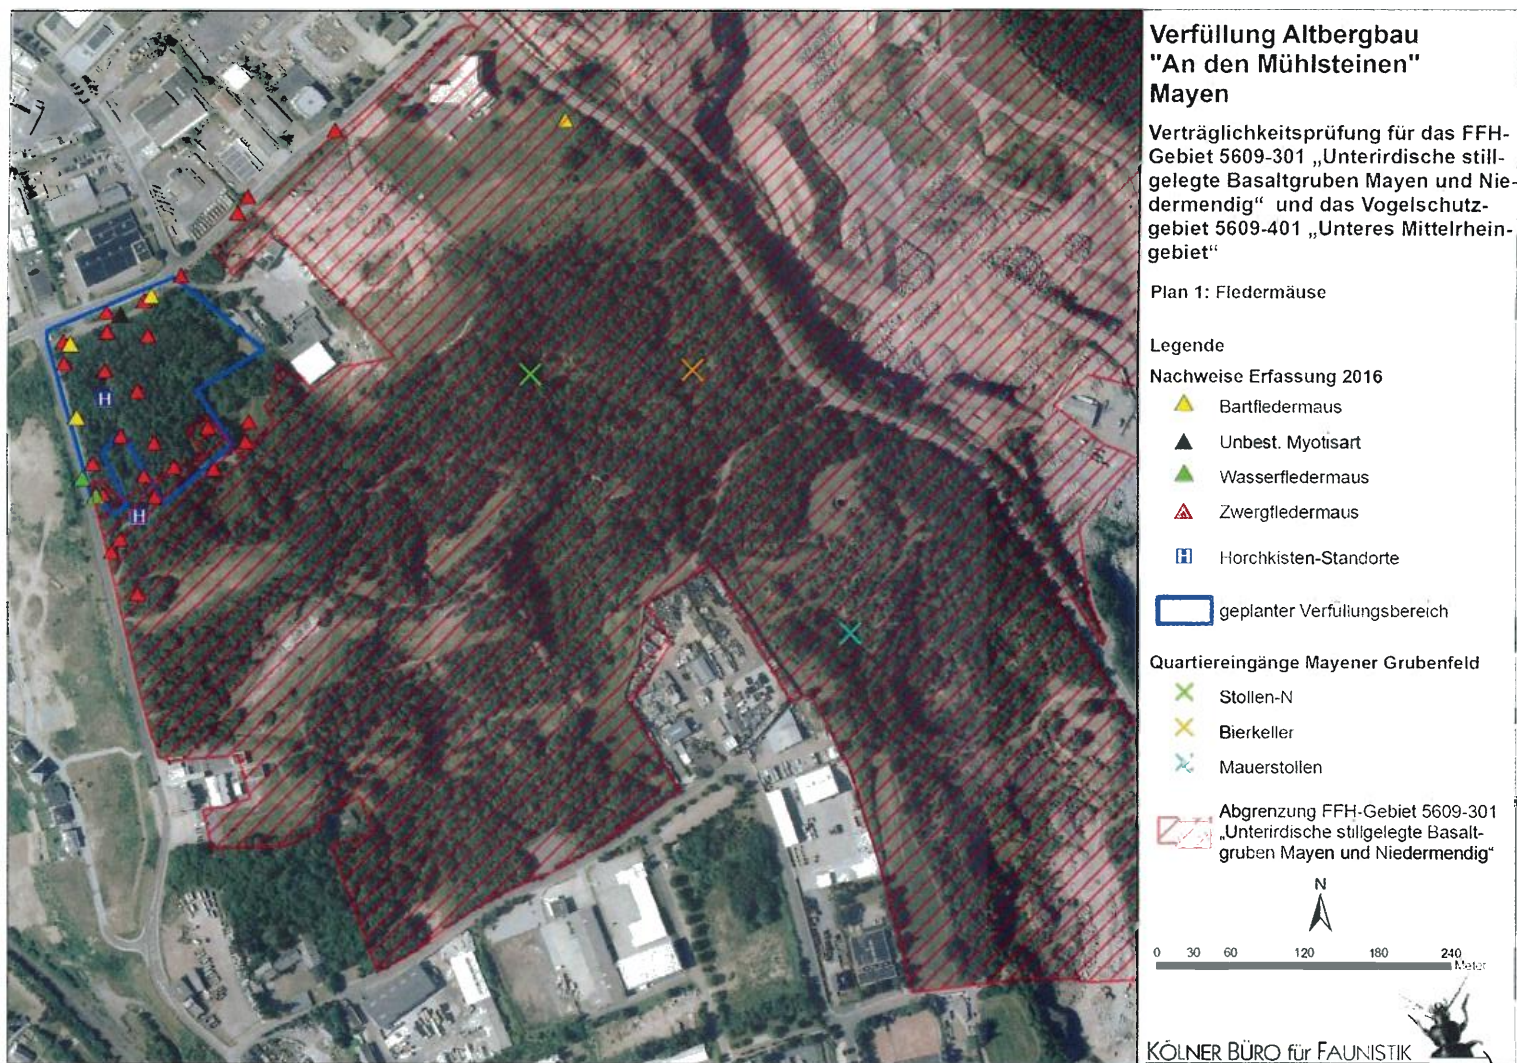 Verfüllung Altbergbau
"An den Mühlsteinen"
Mayen
Verträglichkeitsprüfung für das FFH-
Gebiet 5609-301 „Unterirdische still-
gelegte Basaltgruben Mayen und Nie-
dermendig“ und das Vogelschutz-
gebiet 5609-401 „Unteres Mittelrhein-
gebiet“
Plan 1: Fledermäuse
Legende
Nachweise Erfassung 2016
Bartfledermaus
Unbest. Myotisart
Wasserfledermaus
Zwergfledermaus
H Horchkisten-Standorte
geplanter Verfüllungsbereich
Quartiereingänge Mayener Grubenfeld
Stollen-N
Bierkeller
Mauerstollen
Abgrenzung FFH-Gebiet 5609-301
„Unterirdische stillgelegte Basalt-
gruben Mayen und Niedermendig“
N
0 30 60 120 180 240
Meter
KÖLNER BÜRO für FAUNISTIK
H
H